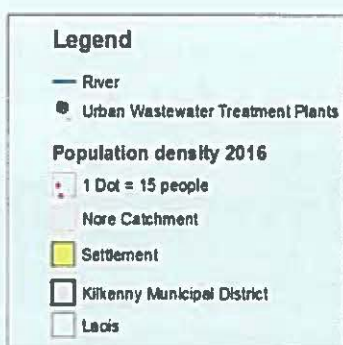 Legend
River
Urban Wastewater Treatment Plants
Population density 2016
1 Dot = 15 people
Nore Catchment
Settlement
Kilkenny Municipal District
Laois